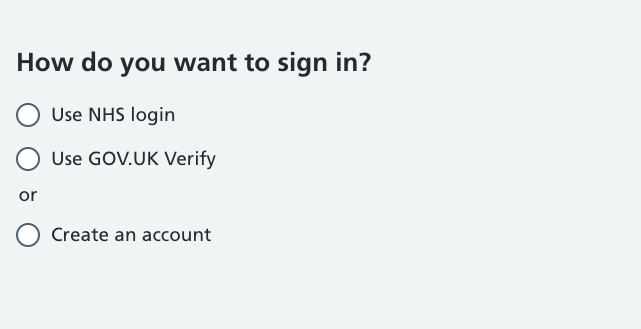 How do you want to sign in?
Use NHS login
Use GOV.UK Verify
or
Create an account